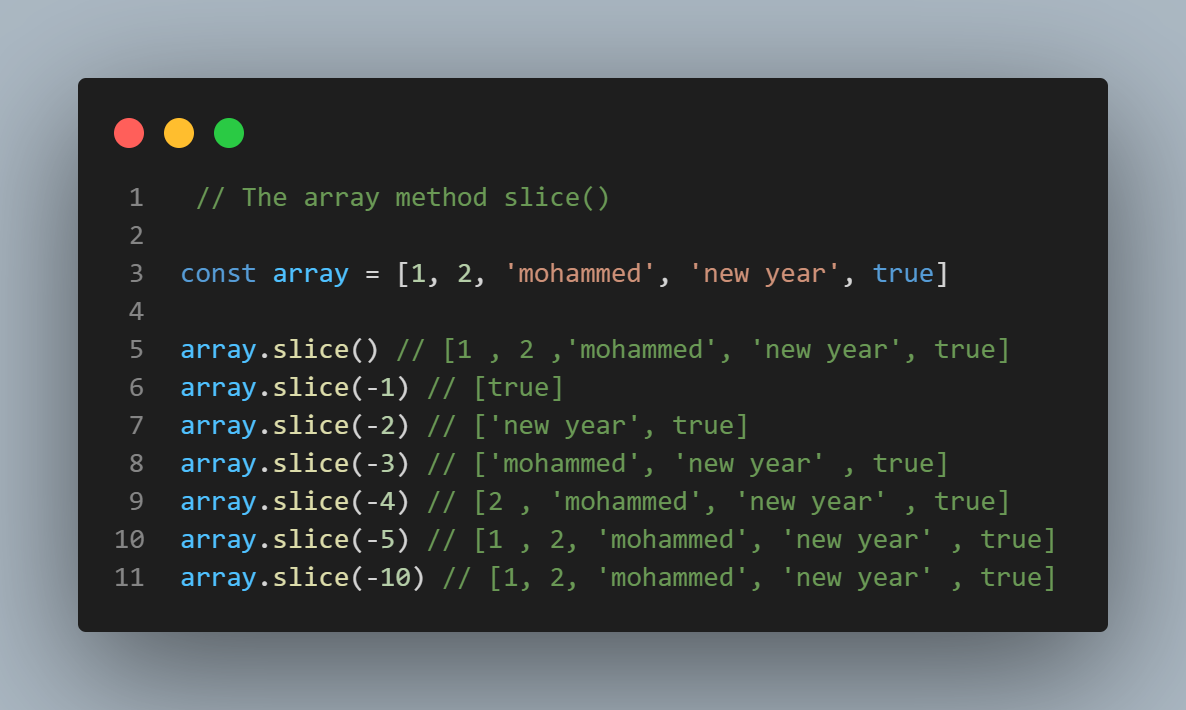 1 // The array method slice()
2
3 const array = [1, 2, 'mohammed', 'new year', true]
4
5 array.slice() // [1 , 2 ,'mohammed', 'new year', true]
6 array.slice(-1) // [true]
7 array.slice(-2) // ['new year', true]
8 array.slice(-3) // ['mohammed', 'new year' , true]
9 array.slice(-4) // [2 , 'mohammed', 'new year' , true]
10 array.slice(-5) // [1 , 2, 'mohammed', 'new year' , true]
11 array.slice(-10) // [1, 2, 'mohammed', 'new year' , true]